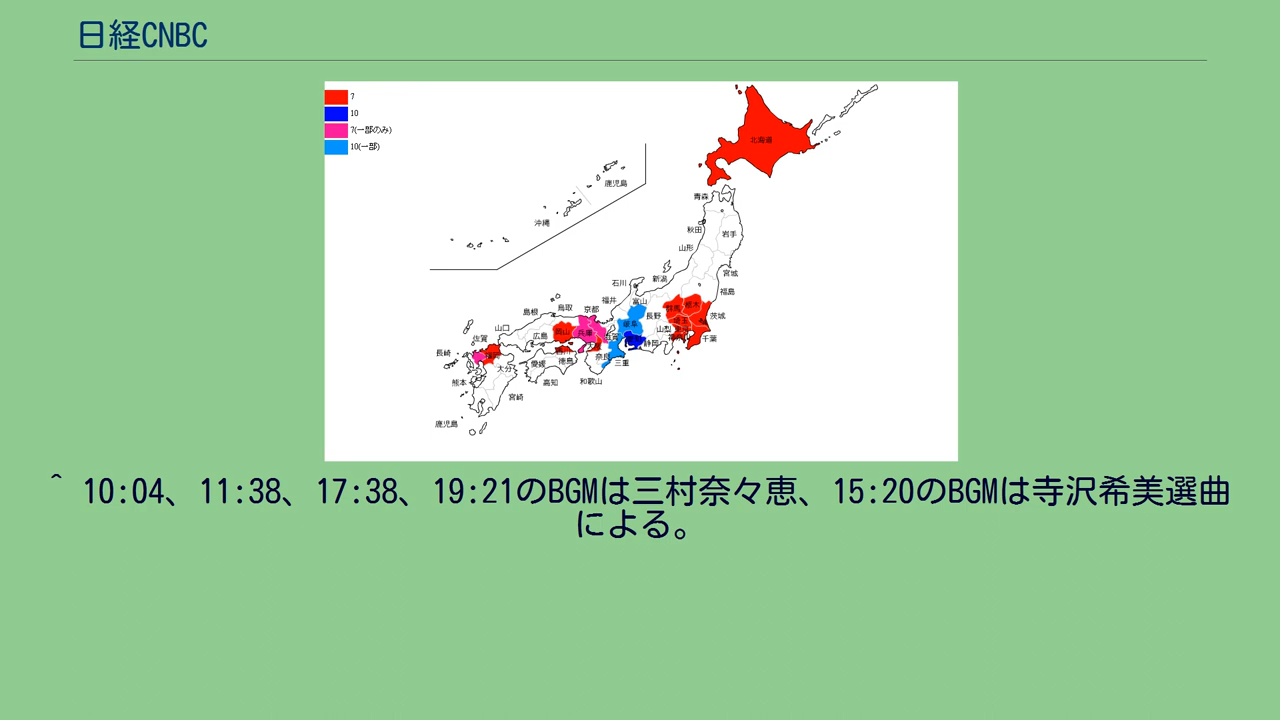 日経CNBC
7
10
7(一部のみ)
10(一部)
北海道
鹿児島
青森
沖縄
秋田
岩手
山形
宮城
新潟
石川
福島
福井
富山
鳥取
京都
群馬
栃木
島根
長野
茨城
埼玉
山口
岡山
兵庫
岐阜
山梨
広島
佐賀
静岡
千葉
長崎
福岡
奈良
徳島
三重
愛媛
大分
熊本
高知
和歌山
宮崎
鹿児島
^ 10:04、11:38、17:38、19:21のBGMは三村奈々恵、15:20のBGMは寺沢希美選曲
による。